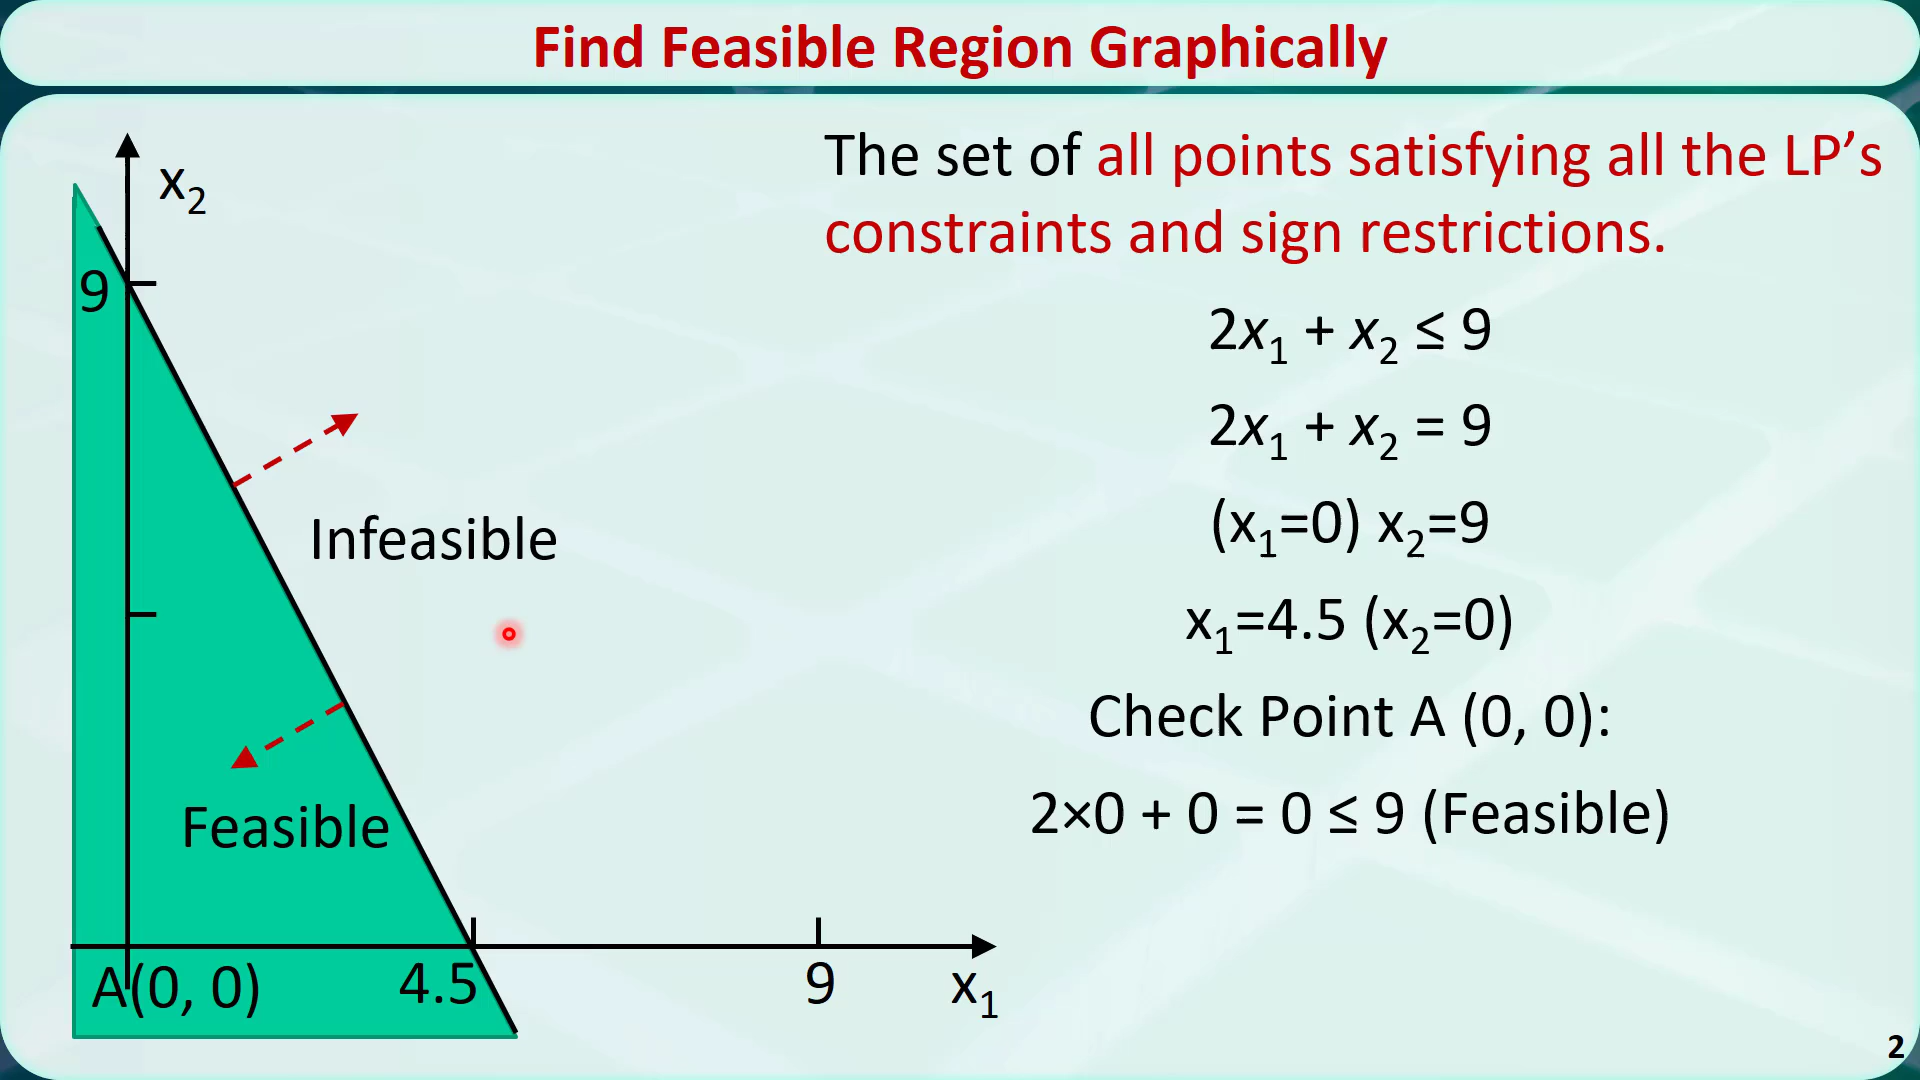 Find Feasible Region Graphically
The set of all points satisfying all the LP’s
constraints and sign restrictions.
2x₁ + x₂ ≤ 9
2x₁ + x₂ = 9
(x₁=0) x₂=9
x₁=4.5 (x₂=0)
Check Point A (0, 0):
2×0 + 0 = 0 ≤ 9 (Feasible)
x₂
9
Infeasible
Feasible
A(0, 0)
4.5
9
x₁
2